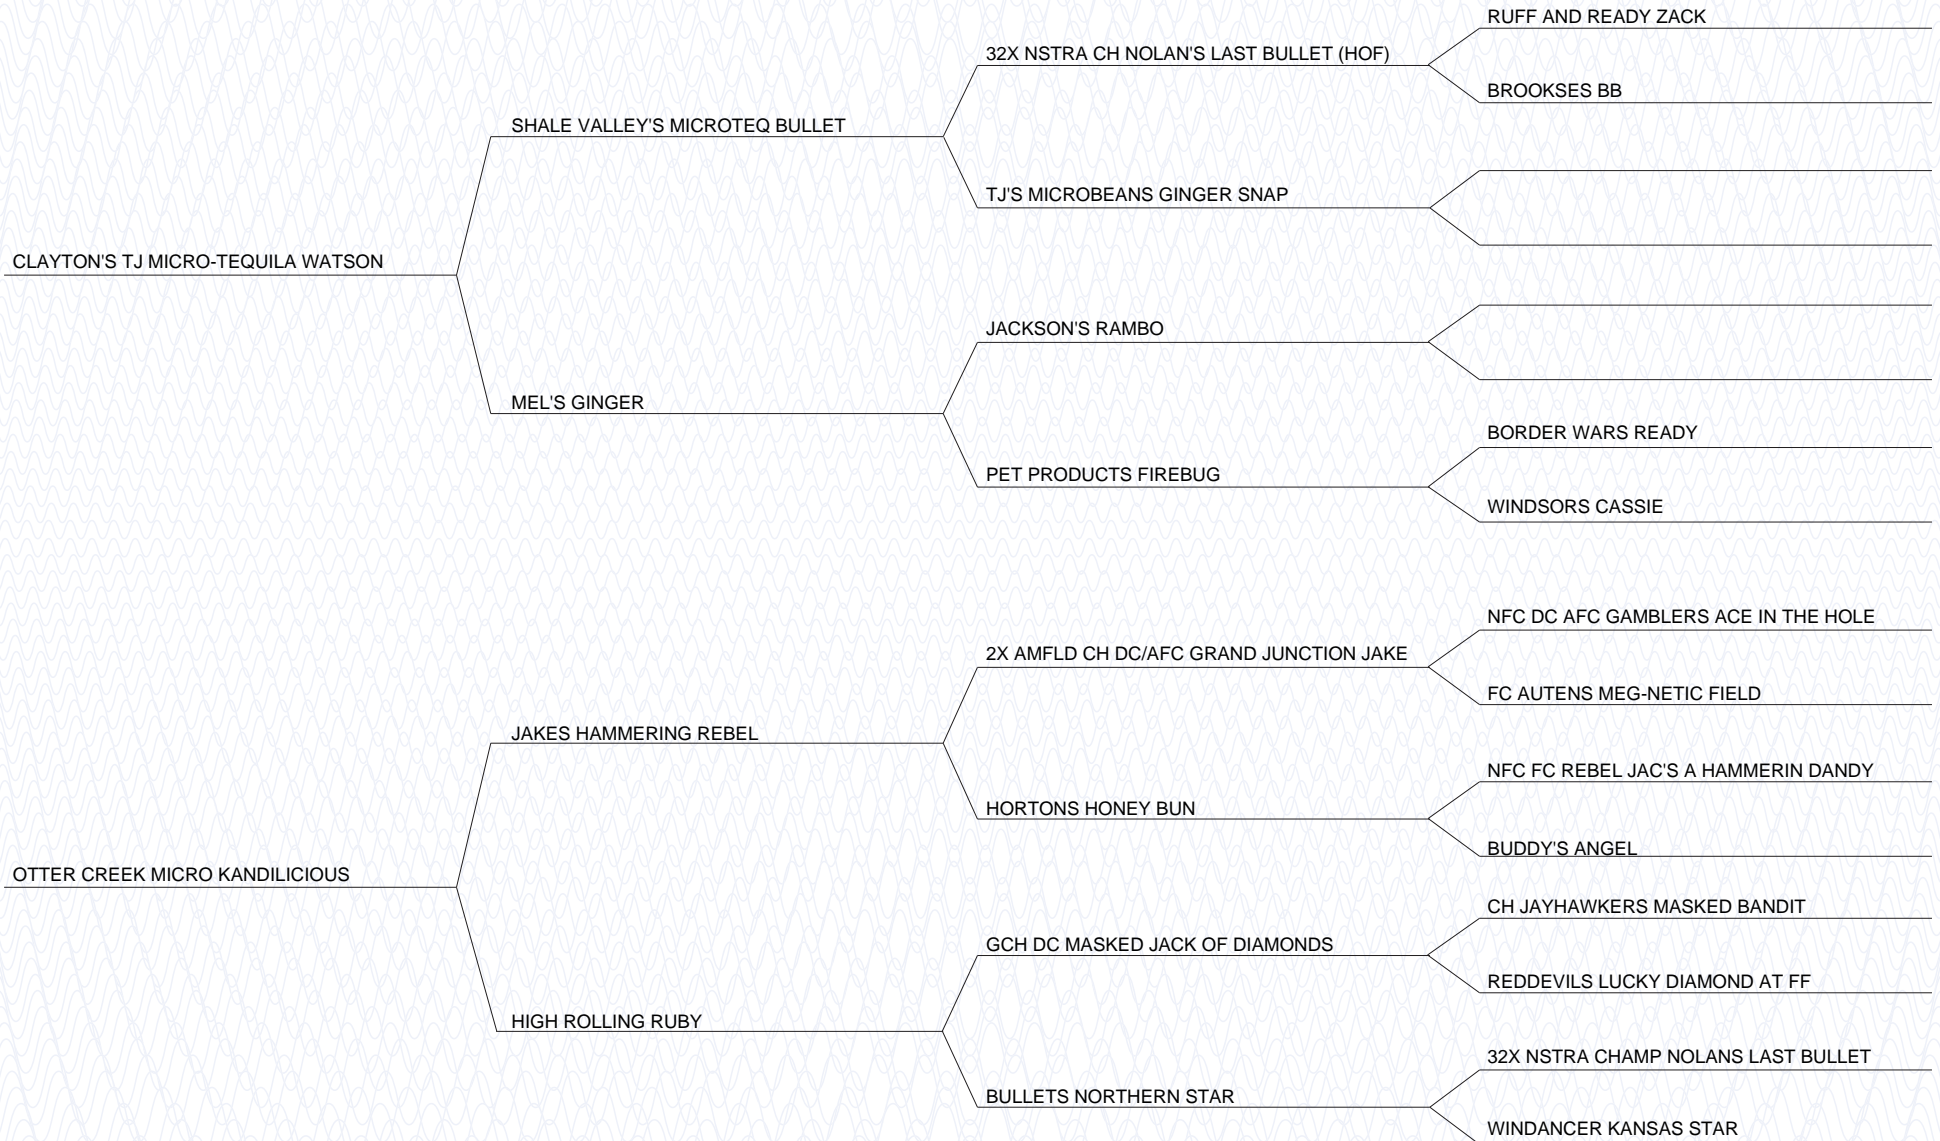 RUFF AND READY ZACK
32X NSTRA CH NOLAN'S LAST BULLET (HOF)
BROOKSES BB
SHALE VALLEY'S MICROTEQ BULLET
TJ'S MICROBEANS GINGER SNAP
CLAYTON'S TJ MICRO-TEQUILA WATSON
JACKSON'S RAMBO
MEL'S GINGER
BORDER WARS READY
PET PRODUCTS FIREBUG
WINDSORS CASSIE
NFC DC AFC GAMBLERS ACE IN THE HOLE
2X AMFLD CH DC/AFC GRAND JUNCTION JAKE
FC AUTENS MEG-NETIC FIELD
JAKES HAMMERING REBEL
NFC FC REBEL JAC'S A HAMMERIN DANDY
HORTONS HONEY BUN
BUDDY'S ANGEL
OTTER CREEK MICRO KANDILICIOUS
CH JAYHAWKERS MASKED BANDIT
GCH DC MASKED JACK OF DIAMONDS
REDDEVILS LUCKY DIAMOND AT FF
HIGH ROLLING RUBY
32X NSTRA CHAMP NOLANS LAST BULLET
BULLETS NORTHERN STAR
WINDANCER KANSAS STAR